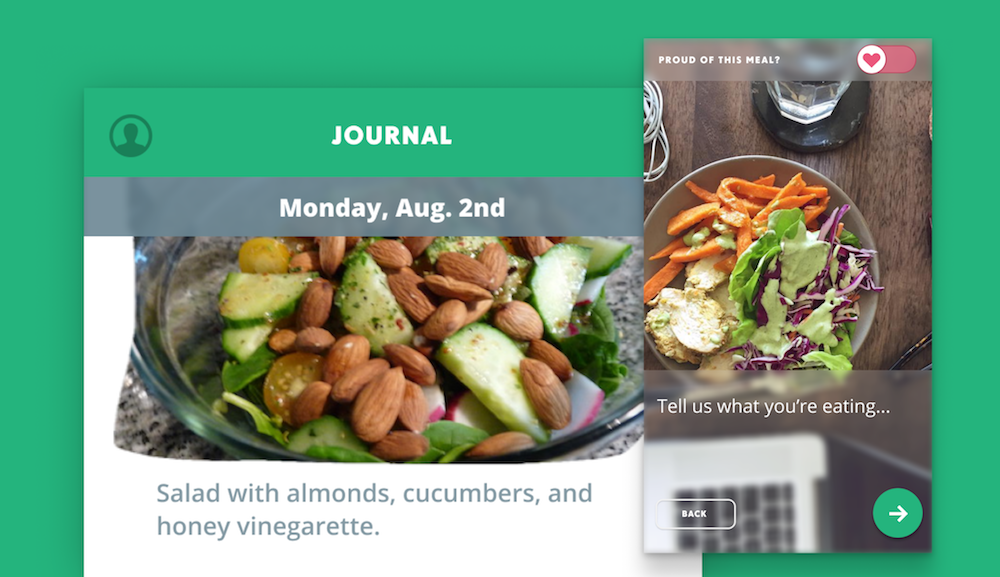 JOURNAL
Monday, Aug. 2nd
Salad with almonds, cucumbers, and
honey vinegarette.
PROUD OF THIS MEAL?
Tell us what you’re eating...
BACK